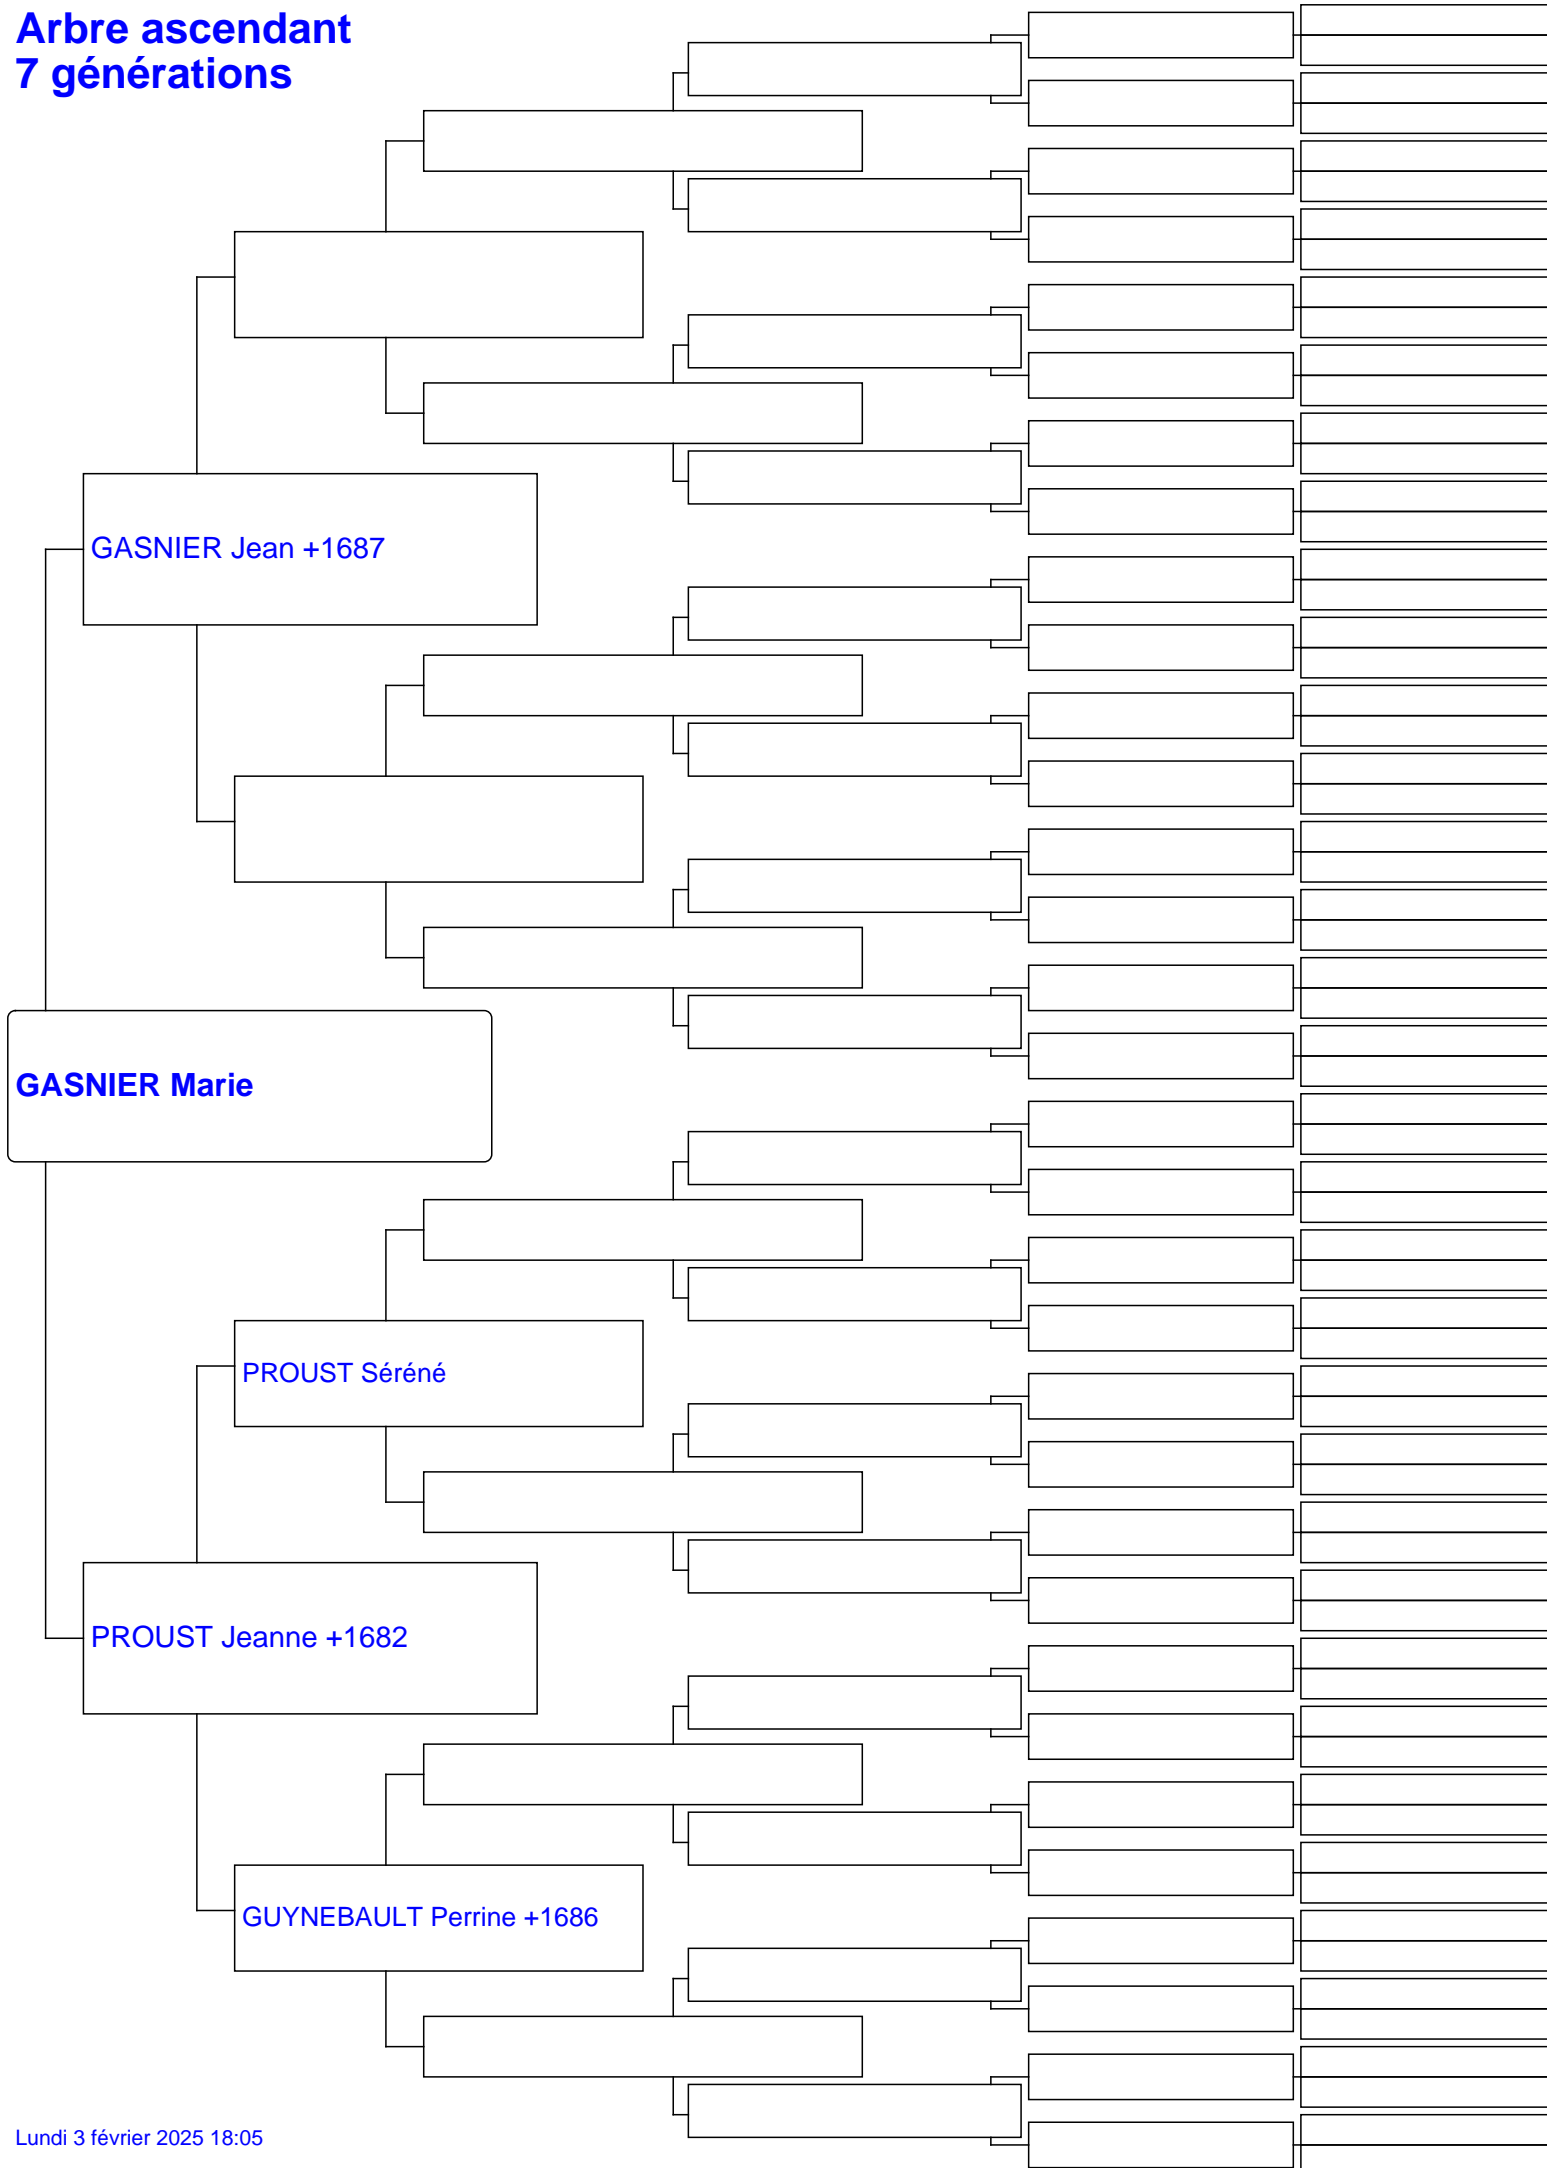 Arbre ascendant
7 générations
GASNIER Jean +1687
GASNIER Marie
PROUST Séréné
PROUST Jeanne +1682
GUYNEBAULT Perrine +1686
Lundi 3 février 2025 18:05